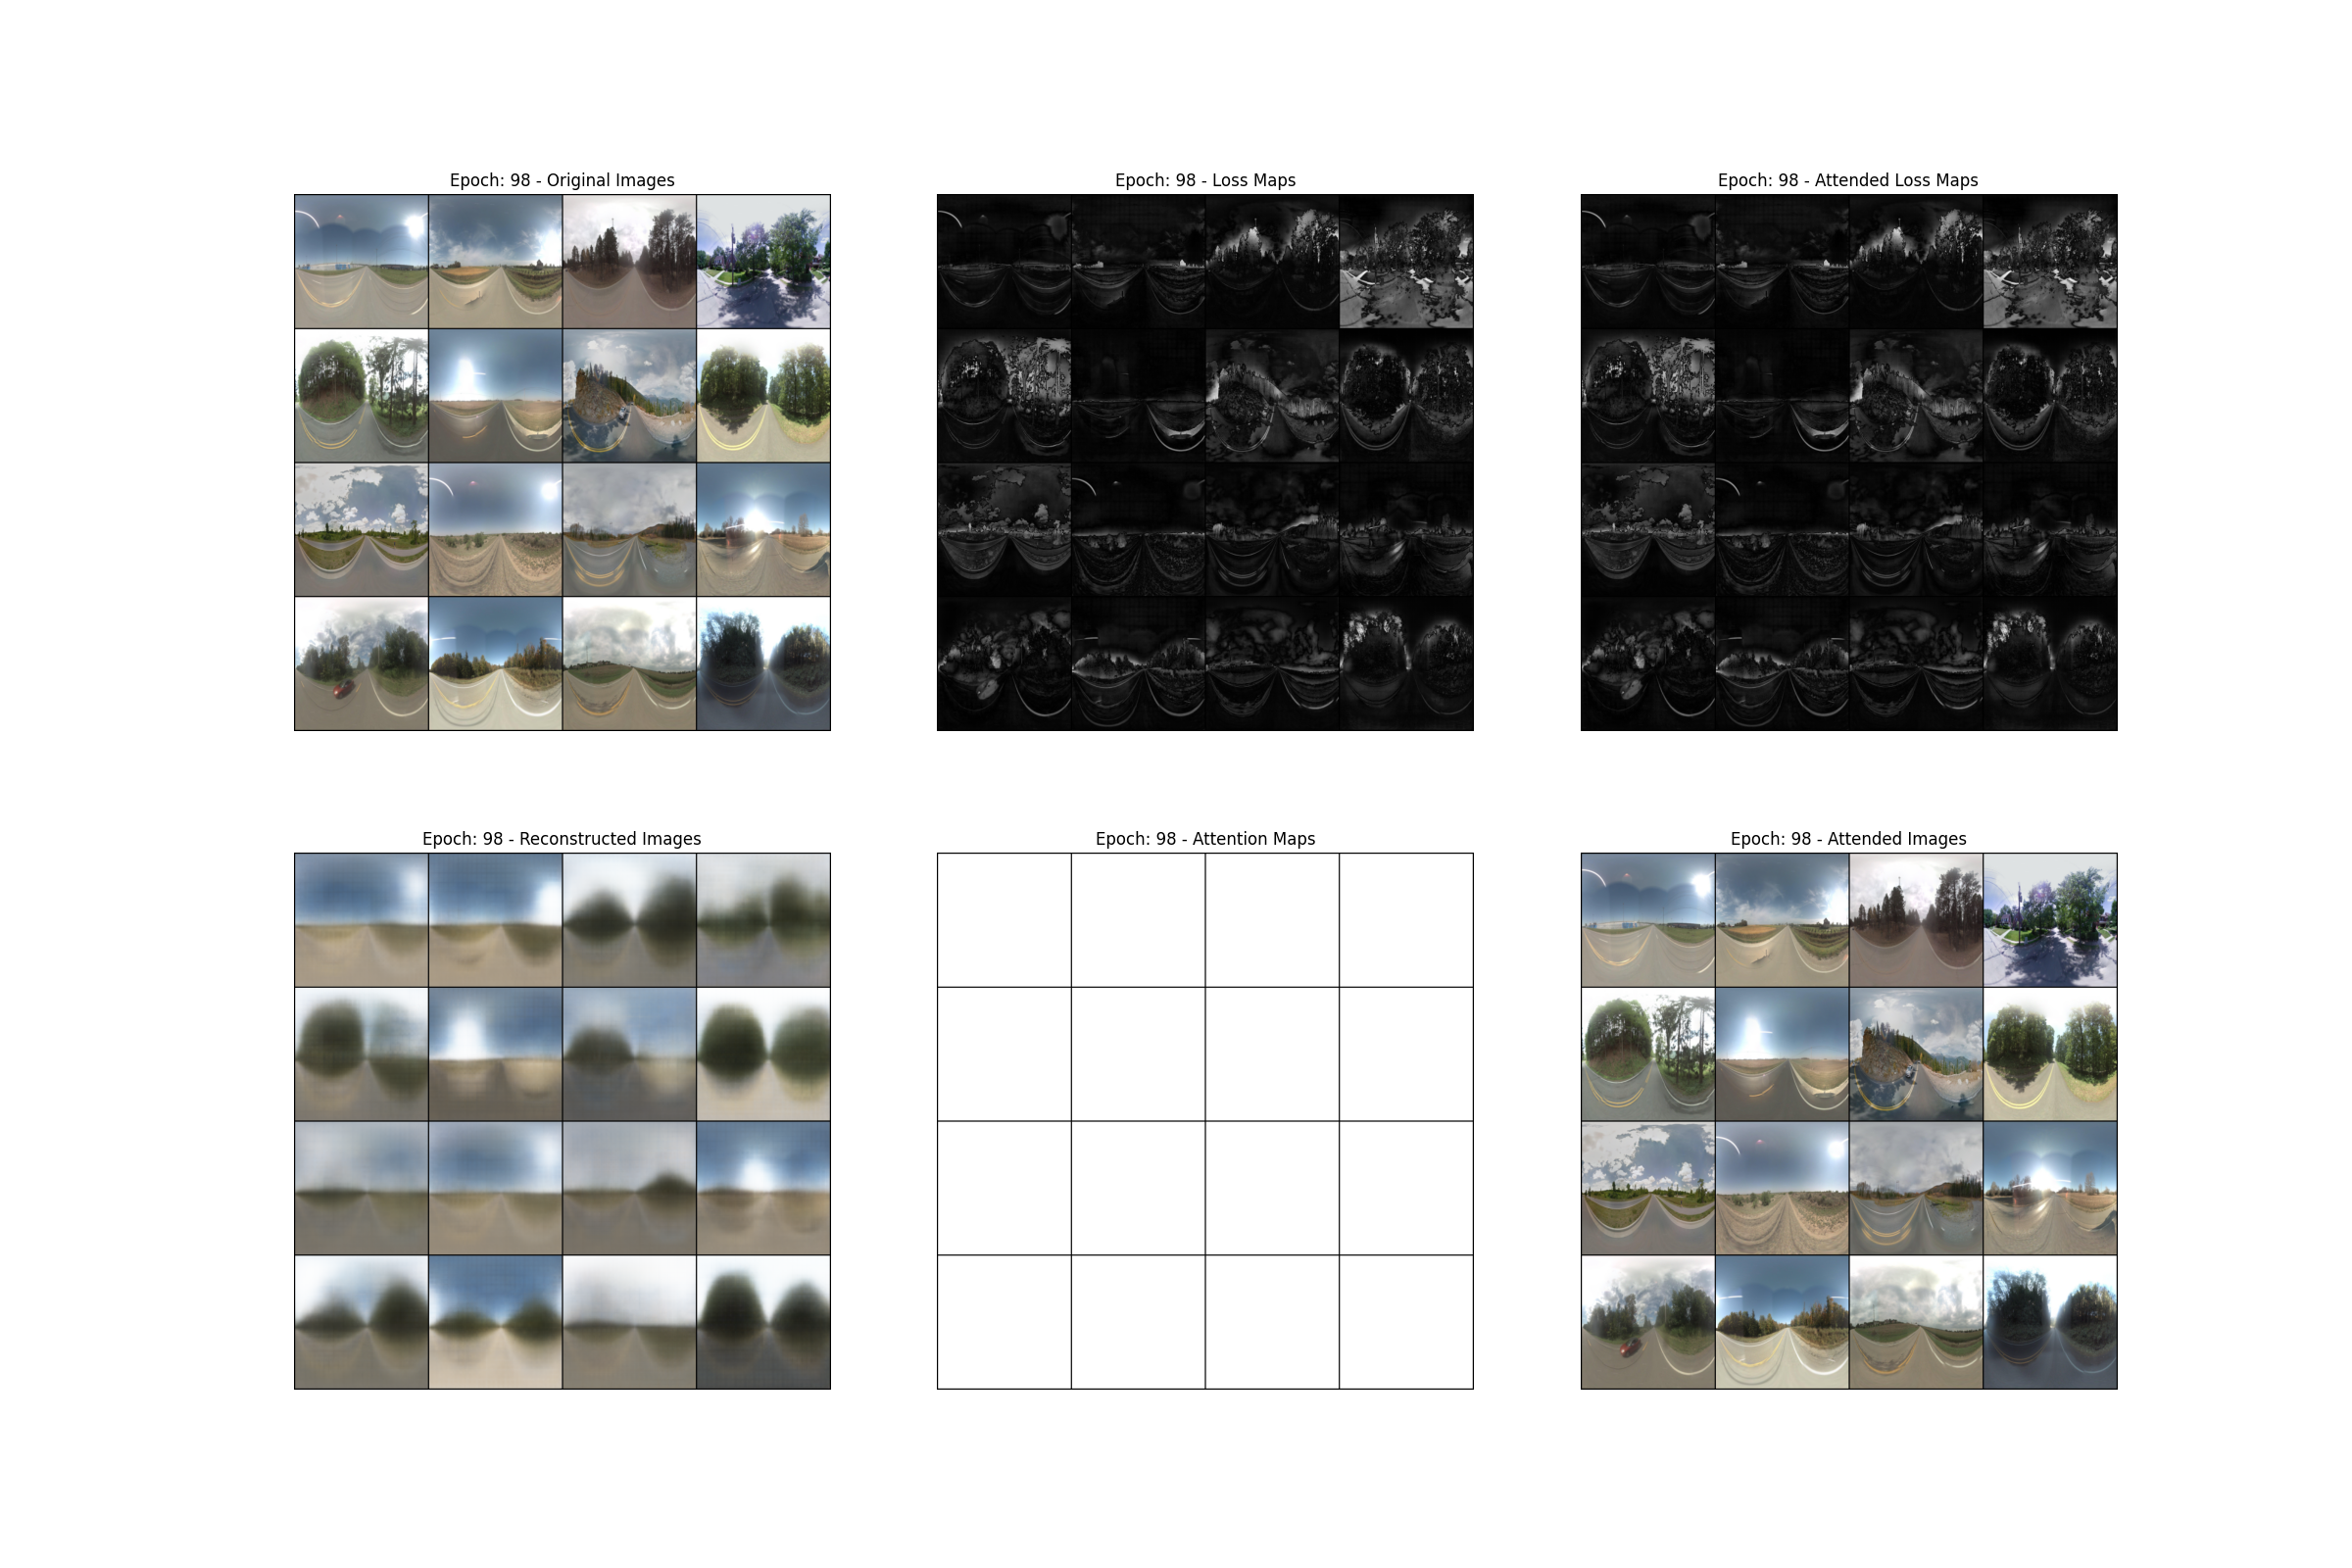 Epoch: 98 - Original Images
Epoch: 98 - Loss Maps
Epoch: 98 - Attended Loss Maps
Epoch: 98 - Reconstructed Images
Epoch: 98 - Attention Maps
Epoch: 98 - Attended Images